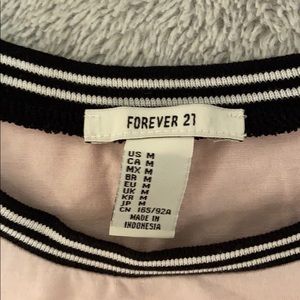 FOREVER 21
US M
CA M
MX M
BR M
EU M
UK M
KR M
JP M
CN 165/92A
MADE IN
INDONESIA